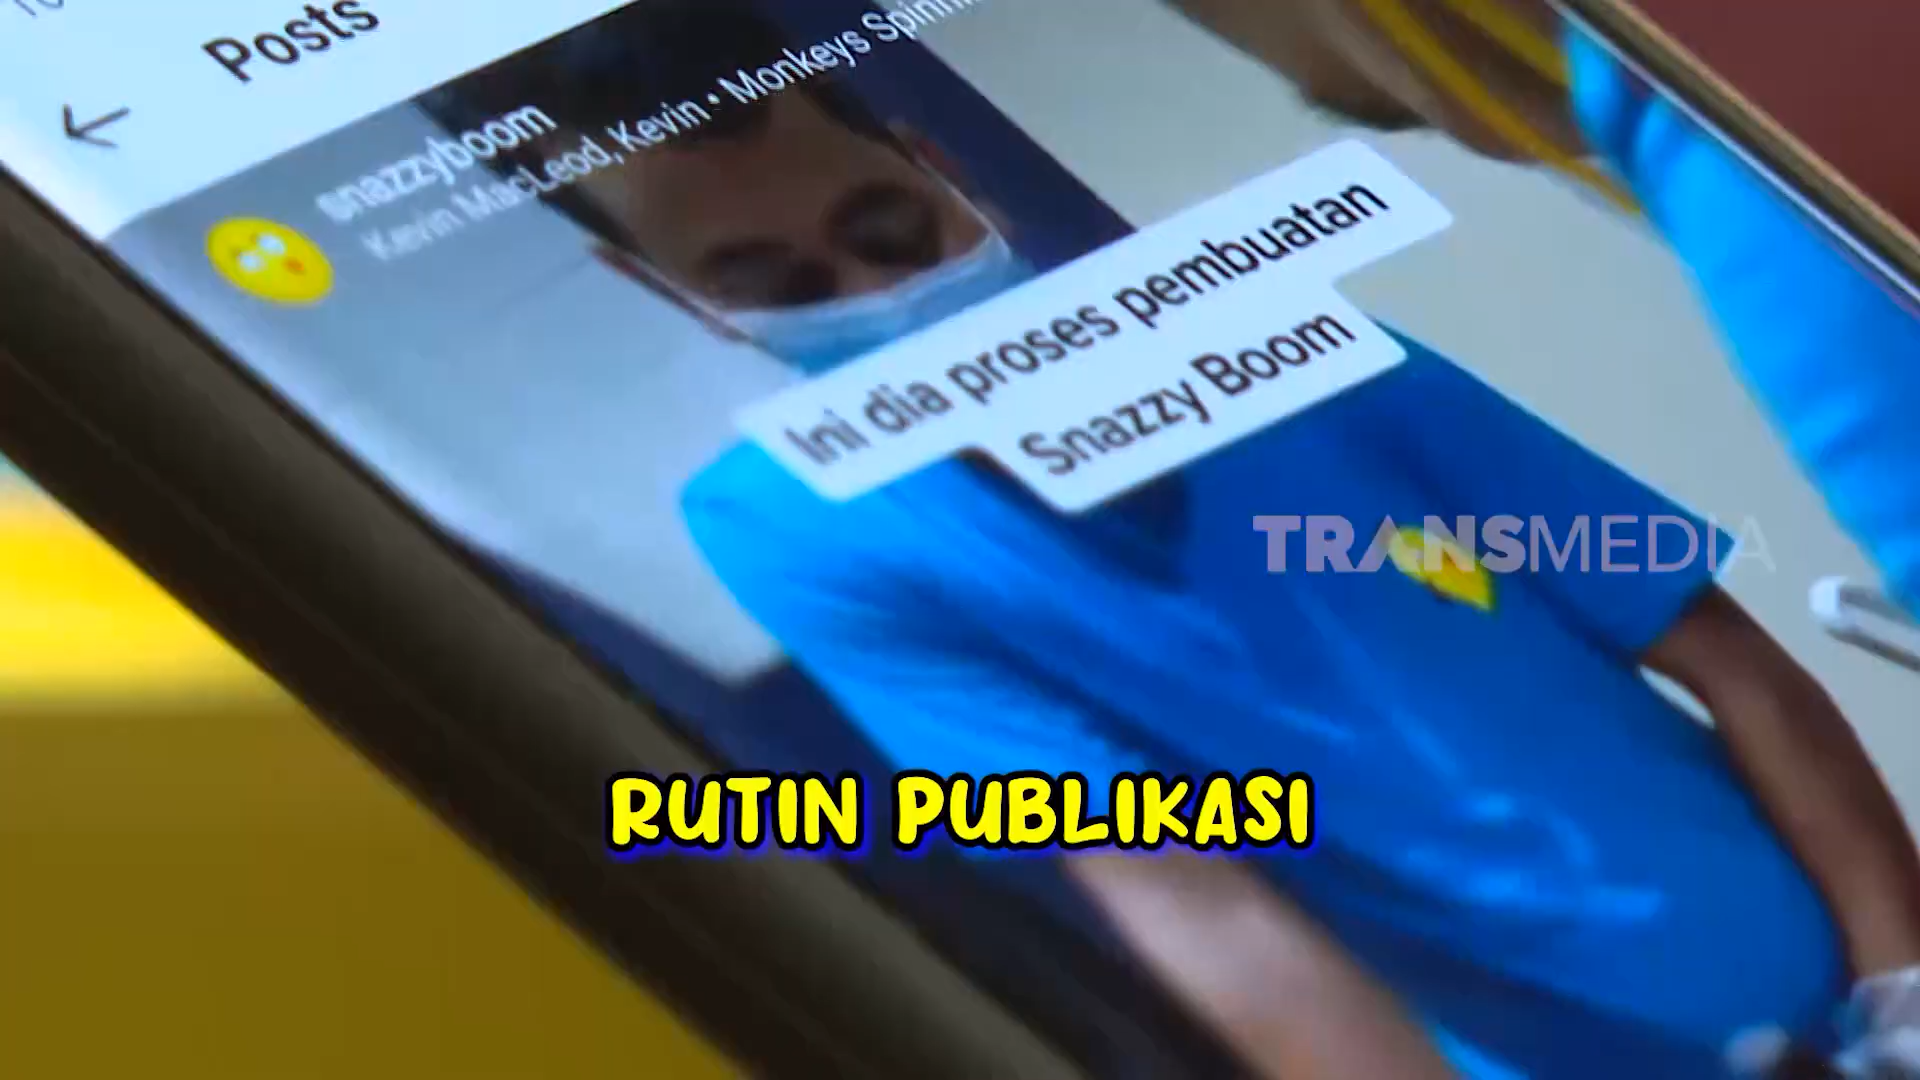 Posts
snazzyboom
Kevin MacLeod, Kevin • Monkeys Spinni
Ini dia proses pembuatan
Snazzy Boom
TRANSMEDIA
RUTIN PUBLIKASI